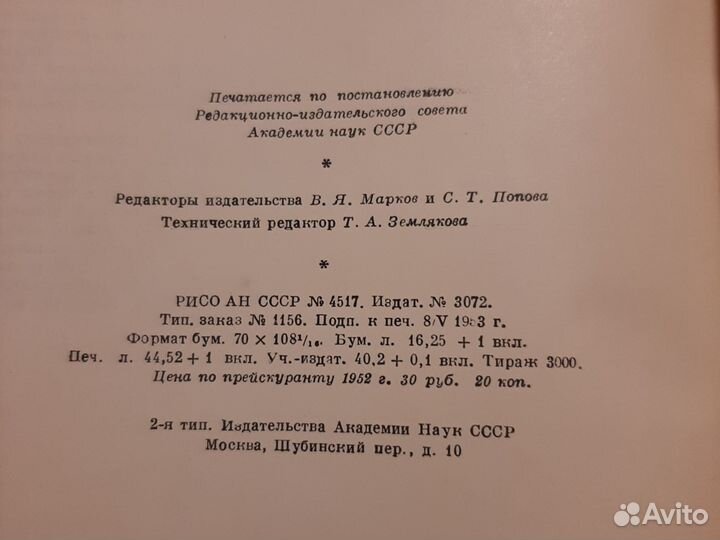 Печатается по постановлению
Редакционно-издательского совета
Академии наук СССР
*
Редакторы издательства В. Я. Марков и С. Т. Попова
Технический редактор Т. А. Землякова
*
РИСО АН СССР № 4517. Издат. № 3072.
Тип. заказ № 1156. Подп. к печ. 8/V 1953 г.
Формат бум. 70 × 108¹/₁₆. Бум. л. 16,25 + 1 вкл.
Печ. л. 44,52 + 1 вкл. Уч.-издат. 40,2 + 0,1 вкл. Тираж 3000.
Цена по прейскуранту 1952 г. 30 руб. 20 коп.
2-я тип. Издательства Академии Наук СССР
Москва, Шубинский пер., д. 10
Avito